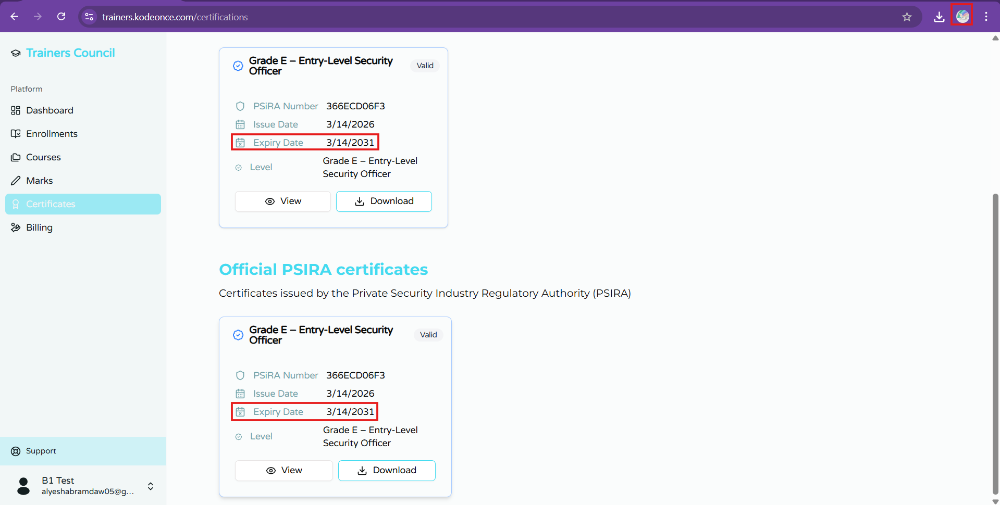 trainers.kodeonce.com/certifications
Trainers Council
Platform
Dashboard
Enrollments
Courses
Marks
Certificates
Billing
Support
B1 Test
alyeshabramdaw05@g...
Grade E – Entry-Level Security
Officer
Valid
PSiRA Number 366ECD06F3
Issue Date 3/14/2026
Expiry Date 3/14/2031
Level Grade E – Entry-Level
Security Officer
View Download
Official PSIRA certificates
Certificates issued by the Private Security Industry Regulatory Authority (PSIRA)
Grade E – Entry-Level Security
Officer
Valid
PSiRA Number 366ECD06F3
Issue Date 3/14/2026
Expiry Date 3/14/2031
Level Grade E – Entry-Level
Security Officer
View Download